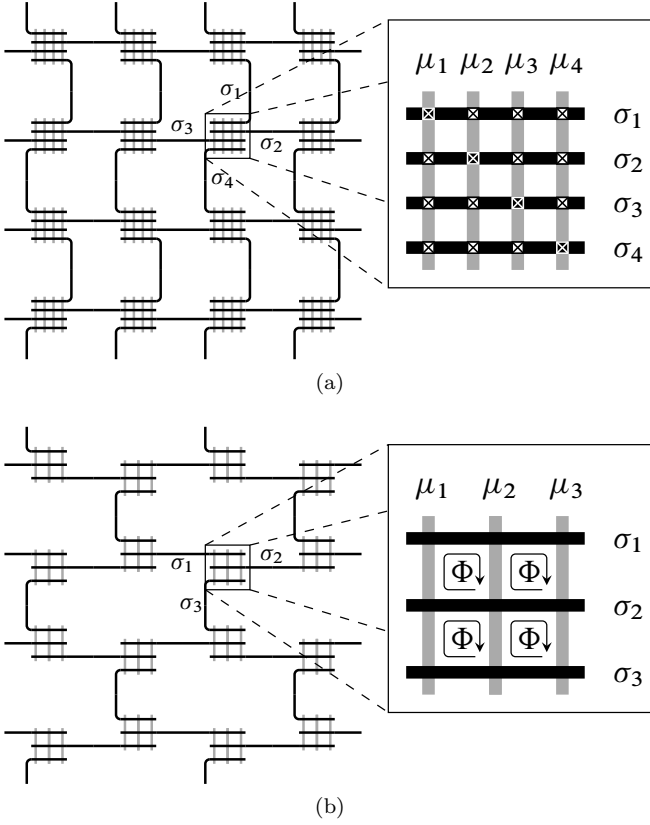 μ₁ μ₂ μ₃ μ₄
σ₁
σ₃
σ₂
σ₄
σ₁
σ₂
σ₃
σ₄
(a)
μ₁ μ₂ μ₃
σ₁ σ₂
σ₃
σ₁
Φ Φ
σ₂
Φ Φ
σ₃
(b)